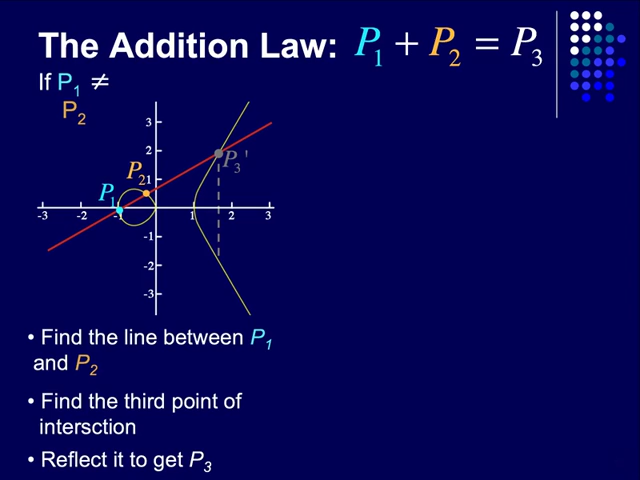 The Addition Law: P1 + P2 = P3
If P1 ≠
P2
3
2
P3'
P2
1
P1
-3 -2 -1 1 2 3
-1
-2
-3
• Find the line between P1
and P2
• Find the third point of
intersction
• Reflect it to get P3